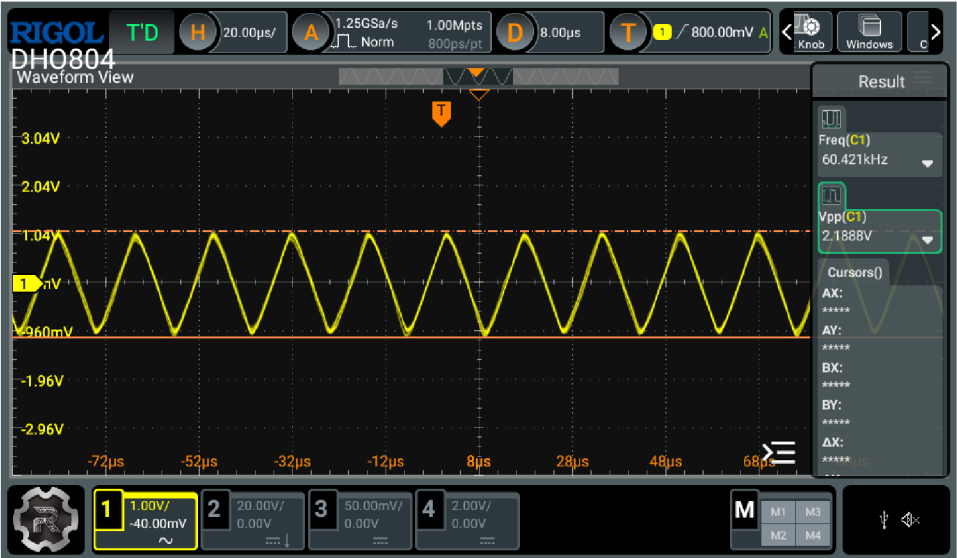 RIGOL T'D H 20.00µs/ A 1.25GSa/s 1.00Mpts D 8.00µs T 1 800.00mV A Knob Windows C
Norm 800ps/pt
DHO804
Waveform View Result
T
3.04V
Freq(C1)
60.421kHz
2.04V
Vpp(C1)
1.04V 2.1888V
Cursors()
1
AX:
*****
-960mV AY:
*****
BX:
-1.96V *****
BY:
-2.96V *****
ΔX:
-72µs -52µs -32µs -12µs 8µs 28µs 48µs 68µs *****
R 1 1.00V/ 2 20.00V/ 3 50.00mV/ 4 2.00V/ M M1 M3
-40.00mV 0.00V 0.00V 0.00V M2 M4